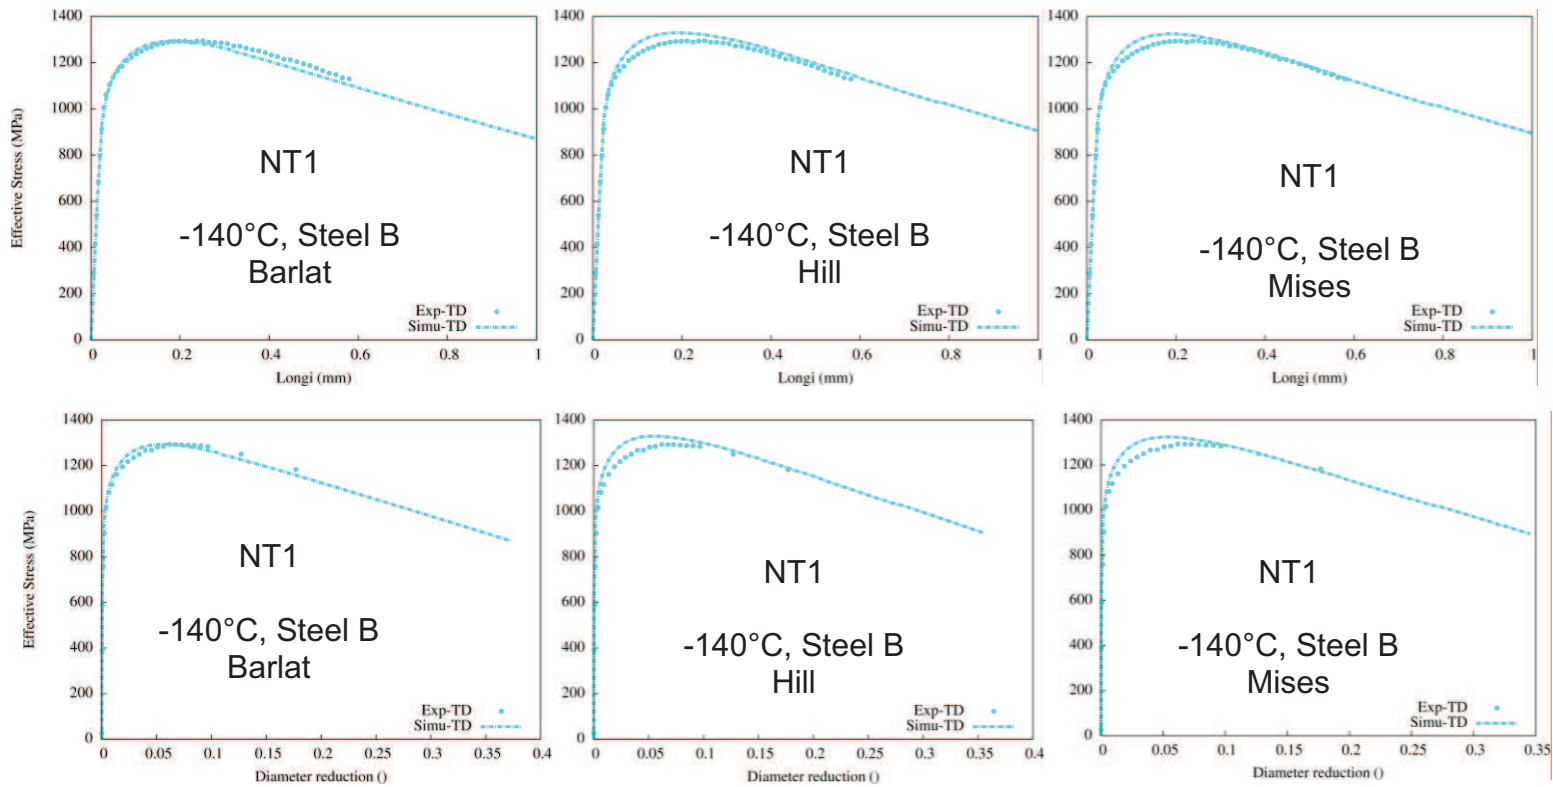 1400
1200
1000
800
600
400
200
0
Effective Stress (MPa)
NT1
-140°C, Steel B
Barlat
Exp-TD
Simu-TD
0 0.2 0.4 0.6 0.8 1
Longi (mm)
1400
1200
1000
800
600
400
200
0
NT1
-140°C, Steel B
Hill
Exp-TD
Simu-TD
0 0.2 0.4 0.6 0.8 1
Longi (mm)
1400
1200
1000
800
600
400
200
0
NT1
-140°C, Steel B
Mises
Exp-TD
Simu-TD
0 0.2 0.4 0.6 0.8 1
Longi (mm)
1400
1200
1000
800
600
400
200
0
Effective Stress (MPa)
NT1
-140°C, Steel B
Barlat
Exp-TD
Simu-TD
0 0.05 0.1 0.15 0.2 0.25 0.3 0.35 0.4
Diameter reduction ()
1400
1200
1000
800
600
400
200
0
NT1
-140°C, Steel B
Hill
Exp-TD
Simu-TD
0 0.05 0.1 0.15 0.2 0.25 0.3 0.35 0.4
Diameter reduction ()
1400
1200
1000
800
600
400
200
0
NT1
-140°C, Steel B
Mises
Exp-TD
Simu-TD
0 0.05 0.1 0.15 0.2 0.25 0.3 0.35
Diameter reduction ()